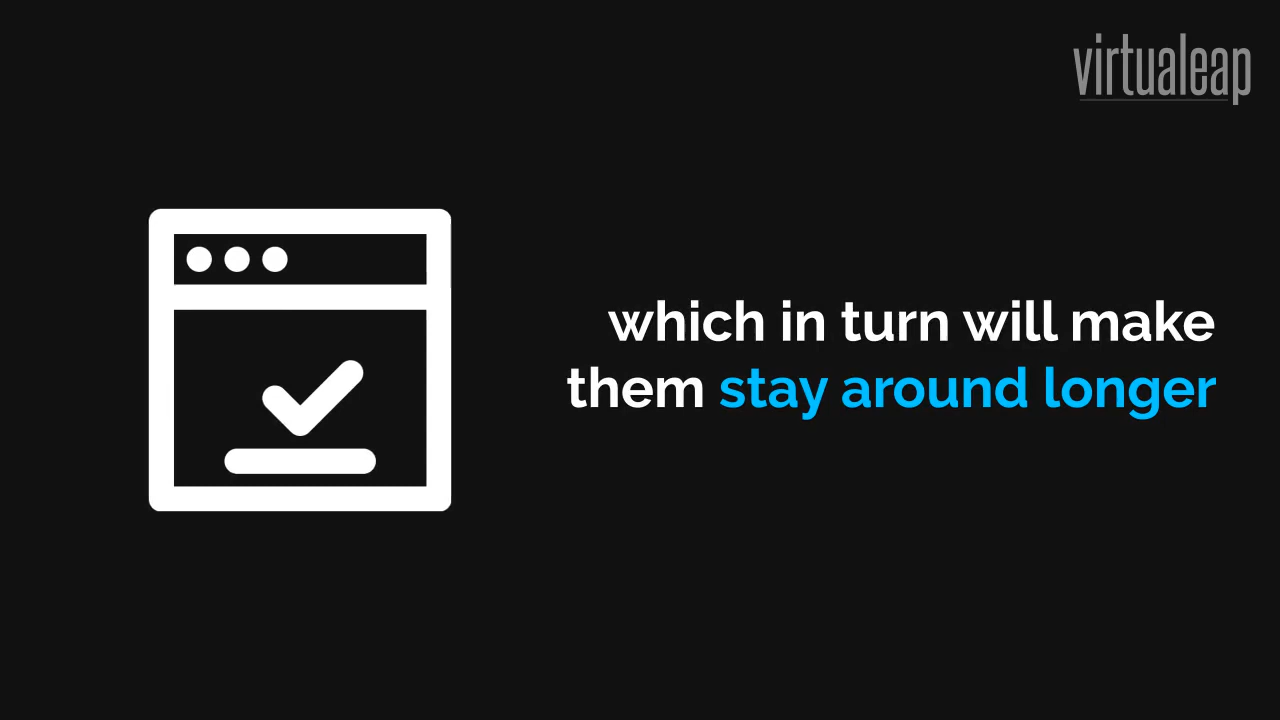 virtualeap
which in turn will make
them stay around longer